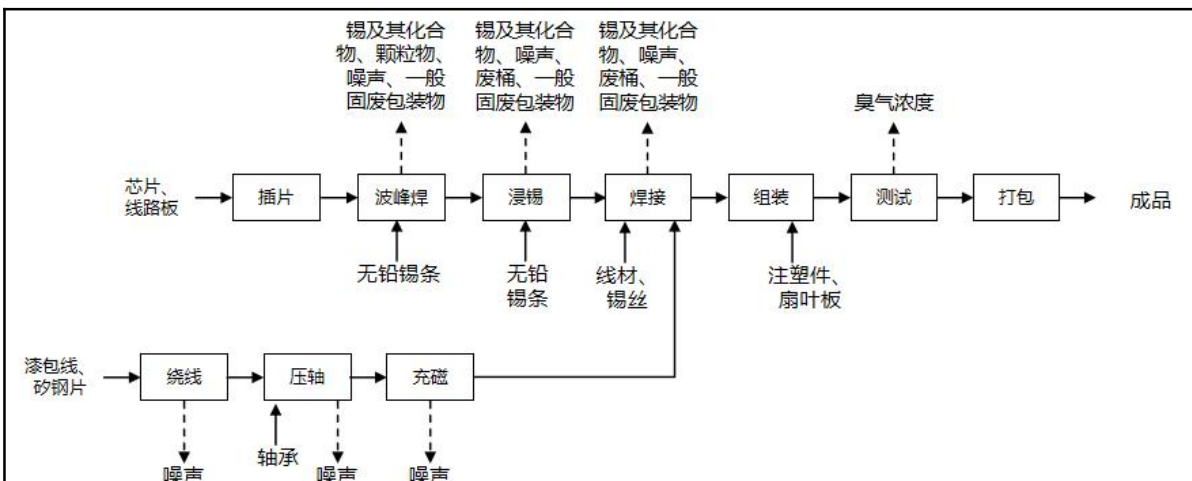 锡及其化合
物、颗粒物、
噪声、一般
固废包装物
锡及其化合
物、噪声、
废桶、一般
固废包装物
锡及其化合
物、噪声、
废桶、一般
固废包装物
臭气浓度
芯片、
线路板
插片
波峰焊
浸锡
焊接
组装
测试
打包
成品
无铅锡条
无铅
锡条
线材、
锡丝
注塑件、
扇叶板
漆包线、
矽钢片
绕线
压轴
充磁
噪声
轴承
噪声
噪声